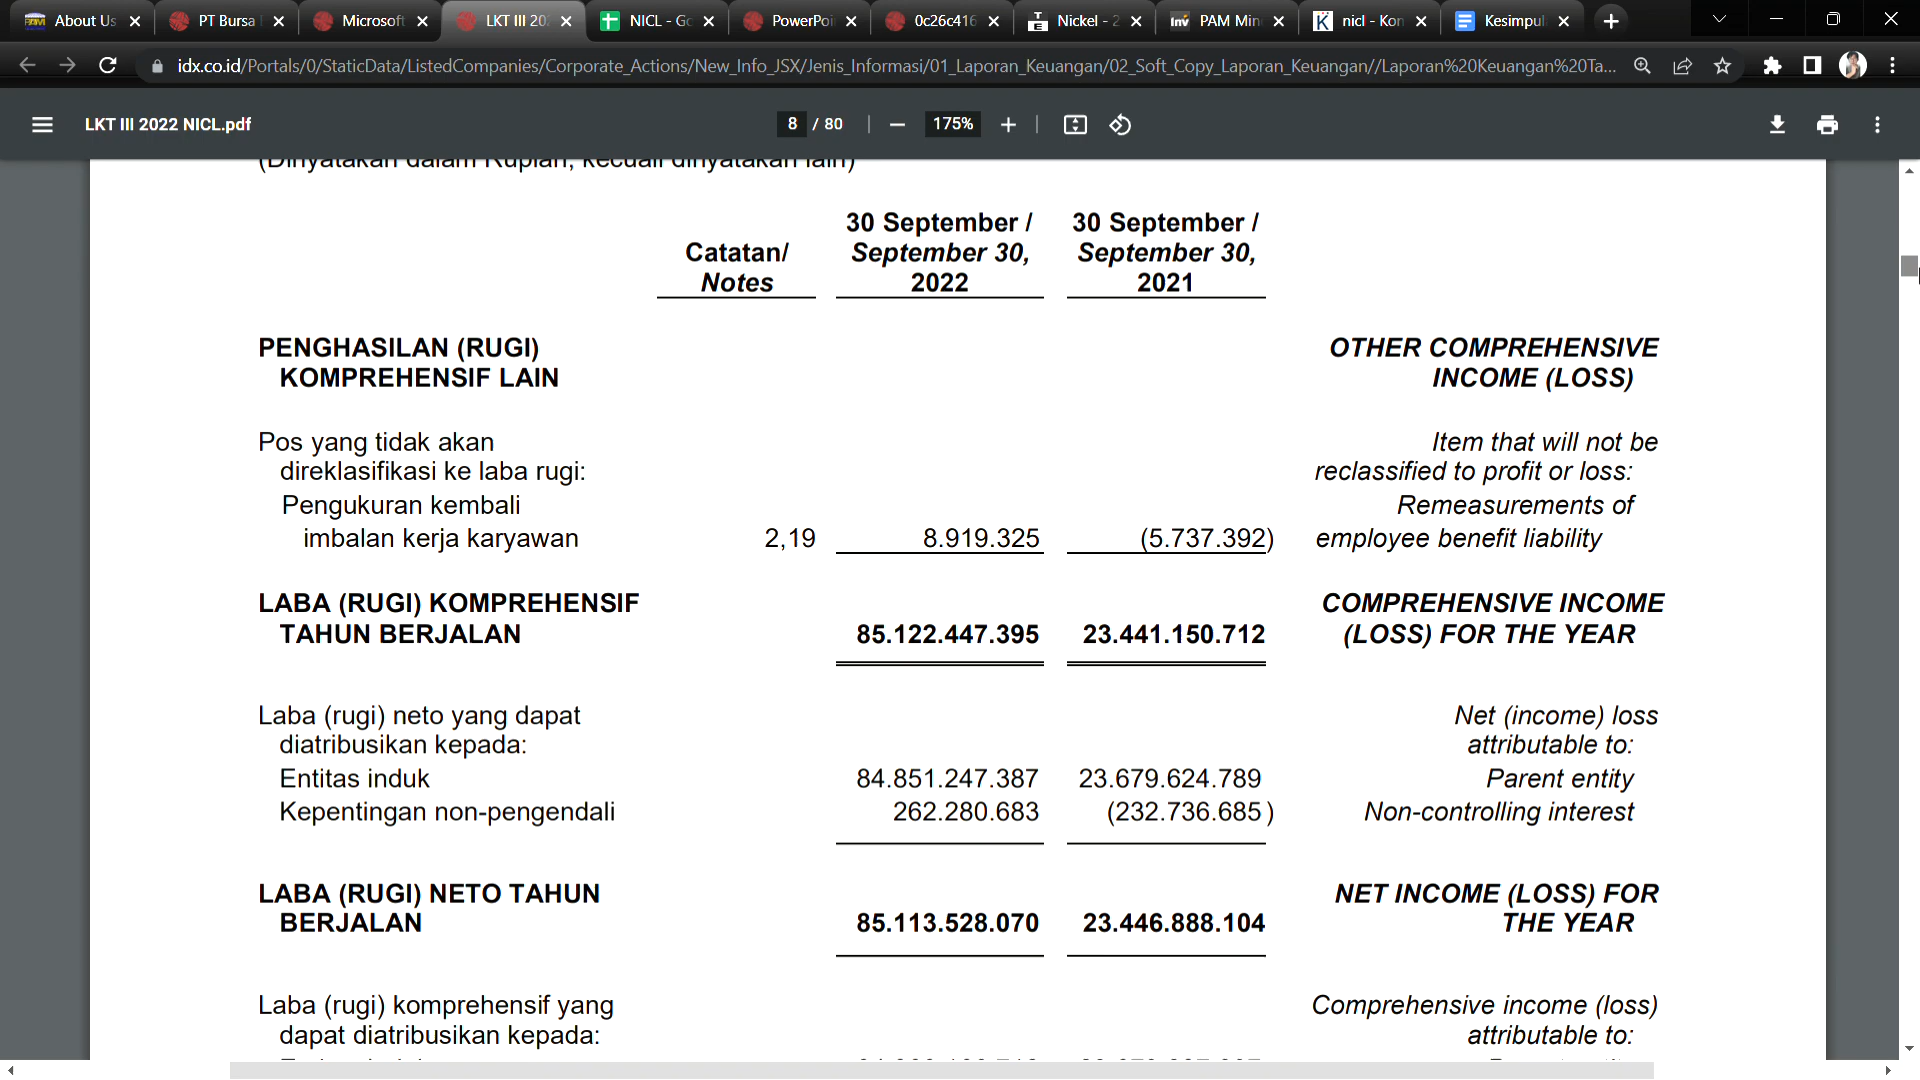 About Us
PT Bursa
Microsoft
LKT III 202
NICL - Go
PowerPoi
0c26c416
Nickel - 2
PAM Min
nicl - Kon
Kesimpul
idx.co.id/Portals/0/StaticData/ListedCompanies/Corporate_Actions/New_Info_JSX/Jenis_Informasi/01_Laporan_Keuangan/02_Soft_Copy_Laporan_Keuangan//Laporan%20Keuangan%20Ta...
LKT III 2022 NICL.pdf
8 / 80
175%
(Dinyatakan dalam Rupiah, kecuali dinyatakan lain)
30 September / 30 September /
Catatan/ September 30, September 30,
Notes 2022 2021
PENGHASILAN (RUGI) OTHER COMPREHENSIVE
KOMPREHENSIF LAIN INCOME (LOSS)
Pos yang tidak akan Item that will not be
direklasifikasi ke laba rugi: reclassified to profit or loss:
Pengukuran kembali Remeasurements of
imbalan kerja karyawan 2,19 8.919.325 (5.737.392) employee benefit liability
LABA (RUGI) KOMPREHENSIF COMPREHENSIVE INCOME
TAHUN BERJALAN 85.122.447.395 23.441.150.712 (LOSS) FOR THE YEAR
Laba (rugi) neto yang dapat Net (income) loss
diatribusikan kepada: attributable to:
Entitas induk 84.851.247.387 23.679.624.789 Parent entity
Kepentingan non-pengendali 262.280.683 (232.736.685) Non-controlling interest
LABA (RUGI) NETO TAHUN NET INCOME (LOSS) FOR
BERJALAN 85.113.528.070 23.446.888.104 THE YEAR
Laba (rugi) komprehensif yang Comprehensive income (loss)
dapat diatribusikan kepada: attributable to: